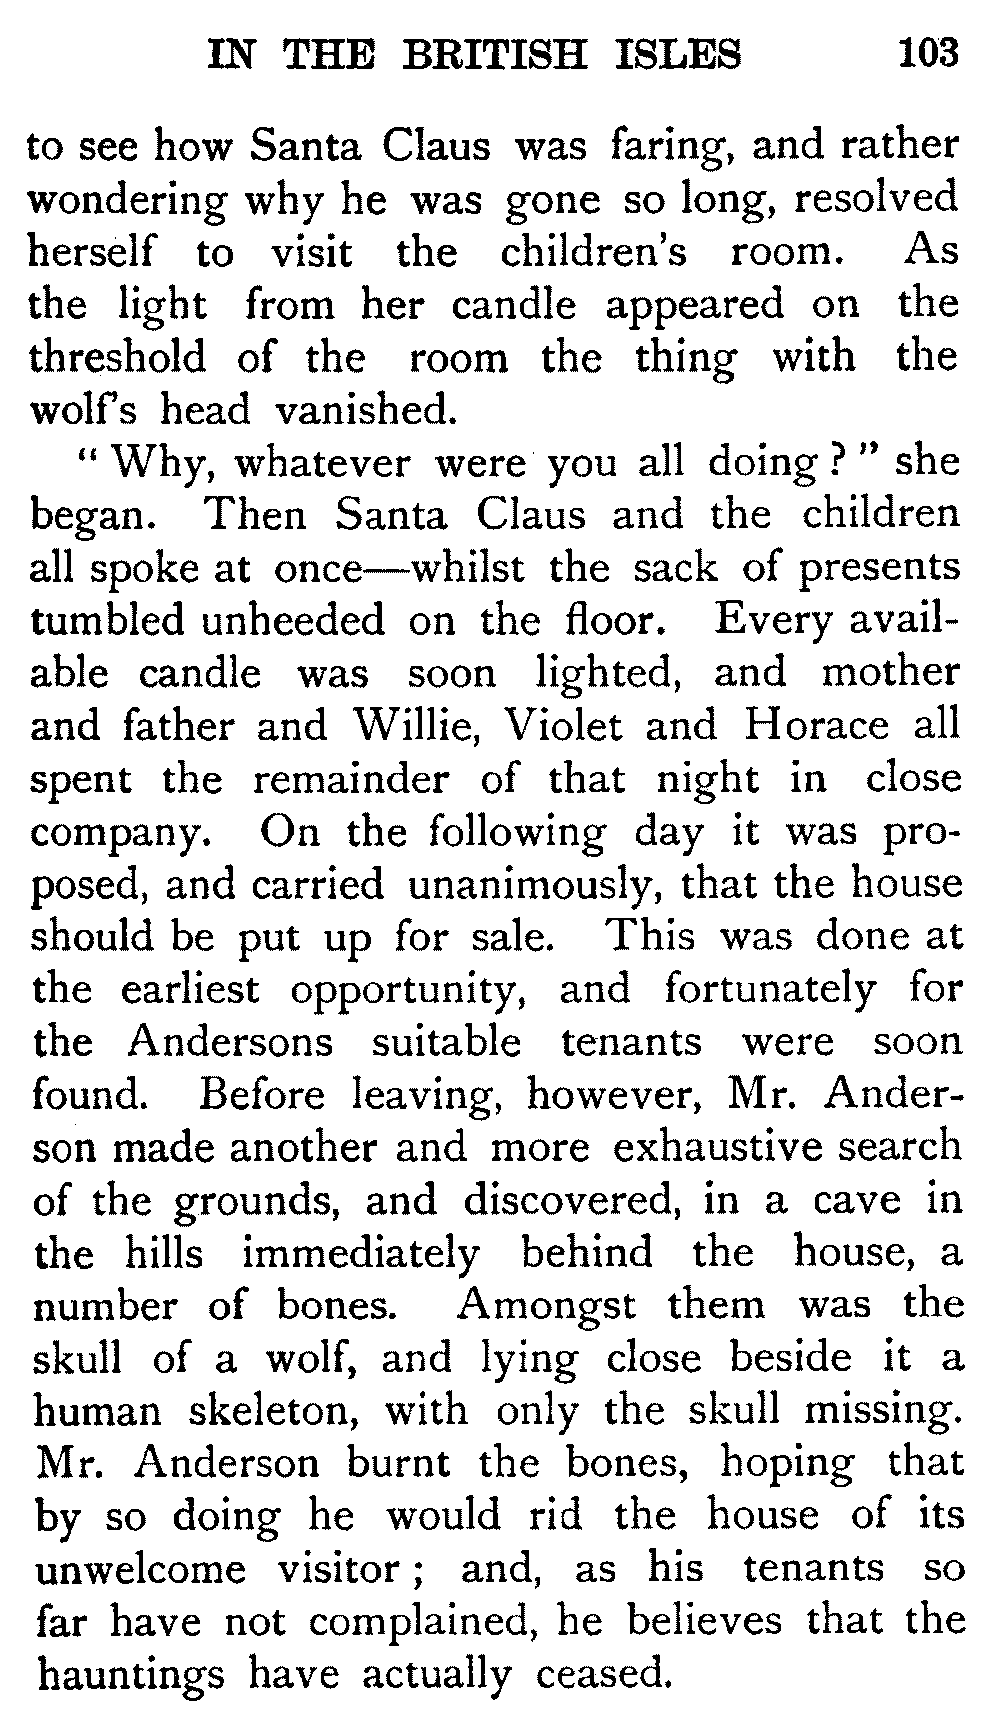 IN THE BRITISH ISLES 103
to see how Santa Claus was faring, and rather
wondering why he was gone so long, resolved
herself to visit the children's room. As
the light from her candle appeared on the
threshold of the room the thing with the
wolf's head vanished.
" Why, whatever were you all doing ? " she
began. Then Santa Claus and the children
all spoke at once—whilst the sack of presents
tumbled unheeded on the floor. Every avail-
able candle was soon lighted, and mother
and father and Willie, Violet and Horace all
spent the remainder of that night in close
company. On the following day it was pro-
posed, and carried unanimously, that the house
should be put up for sale. This was done at
the earliest opportunity, and fortunately for
the Andersons suitable tenants were soon
found. Before leaving, however, Mr. Ander-
son made another and more exhaustive search
of the grounds, and discovered, in a cave in
the hills immediately behind the house, a
number of bones. Amongst them was the
skull of a wolf, and lying close beside it a
human skeleton, with only the skull missing.
Mr. Anderson burnt the bones, hoping that
by so doing he would rid the house of its
unwelcome visitor ; and, as his tenants so
far have not complained, he believes that the
hauntings have actually ceased.